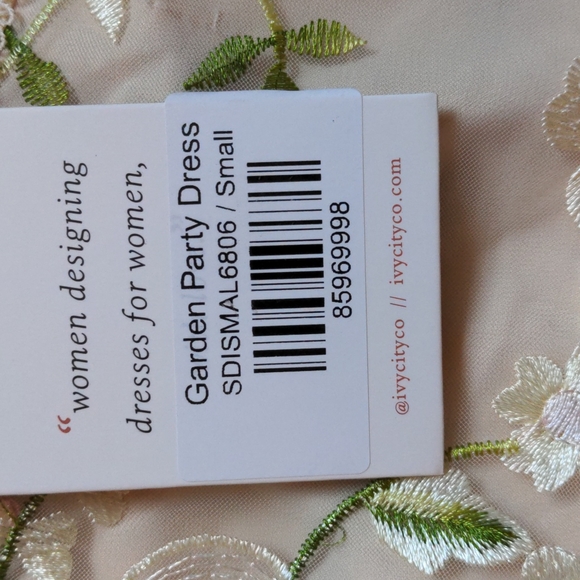 “women designing
dresses for women,
Garden Party Dress
SDISMAL6806 / Small
85969998
@ivycityco // ivycityco.com